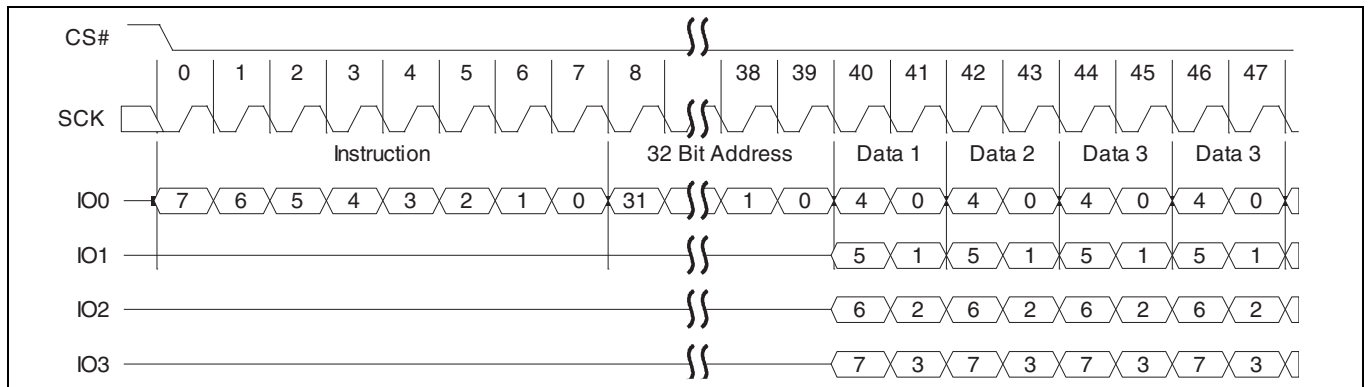 CS#
0 1 2 3 4 5 6 7 8 38 39 40 41 42 43 44 45 46 47
SCK
Instruction 32 Bit Address Data 1 Data 2 Data 3 Data 3
IO0 7 6 5 4 3 2 1 0 31 1 0 4 0 4 0 4 0 4 0
IO1 5 1 5 1 5 1 5 1
IO2 6 2 6 2 6 2 6 2
IO3 7 3 7 3 7 3 7 3